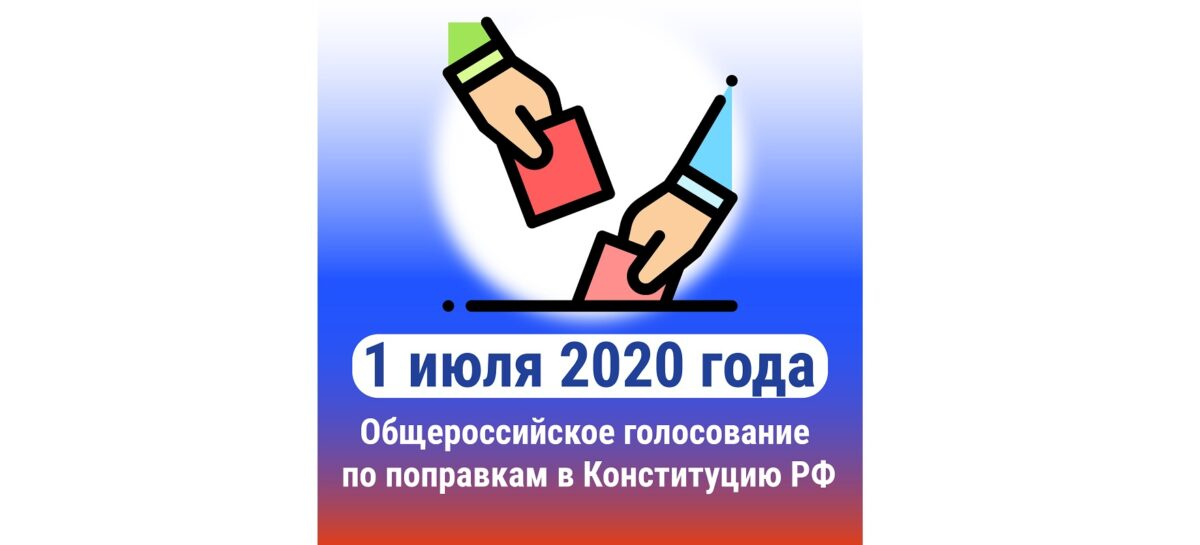 1 июля 2020 года
Общероссийское голосование
по поправкам в Конституцию РФ